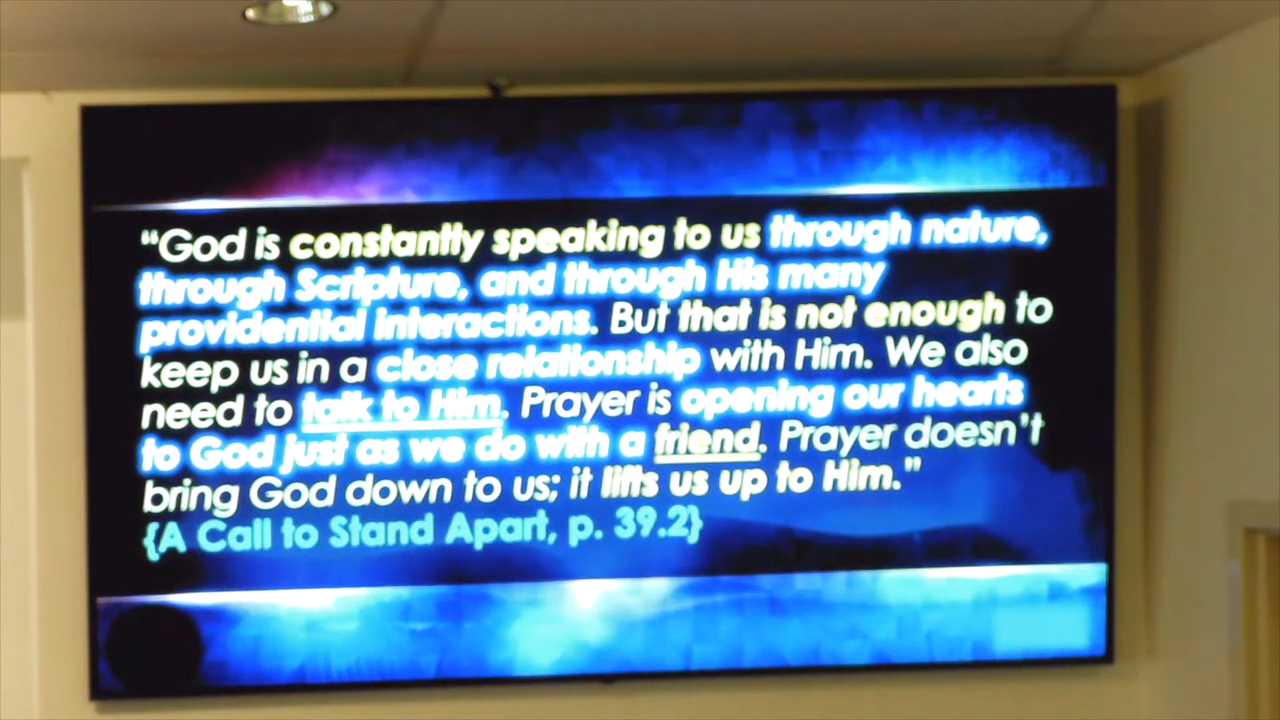 “God is constantly speaking to us through nature,
through Scripture, and through His many
providential interactions. But that is not enough to
keep us in a close relationship with Him. We also
need to talk to Him. Prayer is opening our hearts
to God just as we do with a friend. Prayer doesn’t
bring God down to us; it lifts us up to Him.”
{A Call to Stand Apart, p. 39.2}